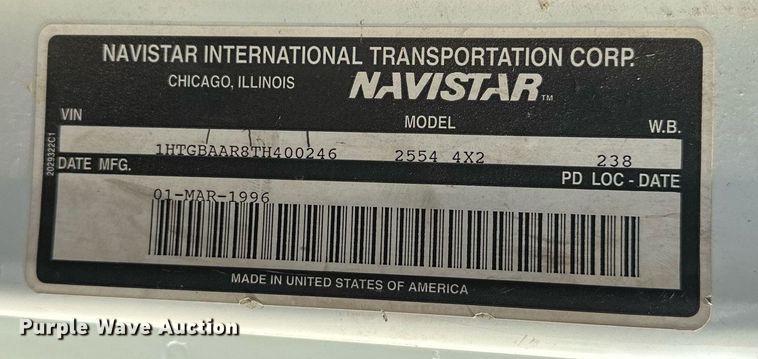 NAVISTAR INTERNATIONAL TRANSPORTATION CORP.
CHICAGO, ILLINOIS NAVISTAR™
VIN MODEL W.B.
1HTGBAAR8TH400246 2554 4X2 238
DATE MFG. PD LOC - DATE
01-MAR-1996
MADE IN UNITED STATES OF AMERICA
2029322C1
Purple Wave Auction